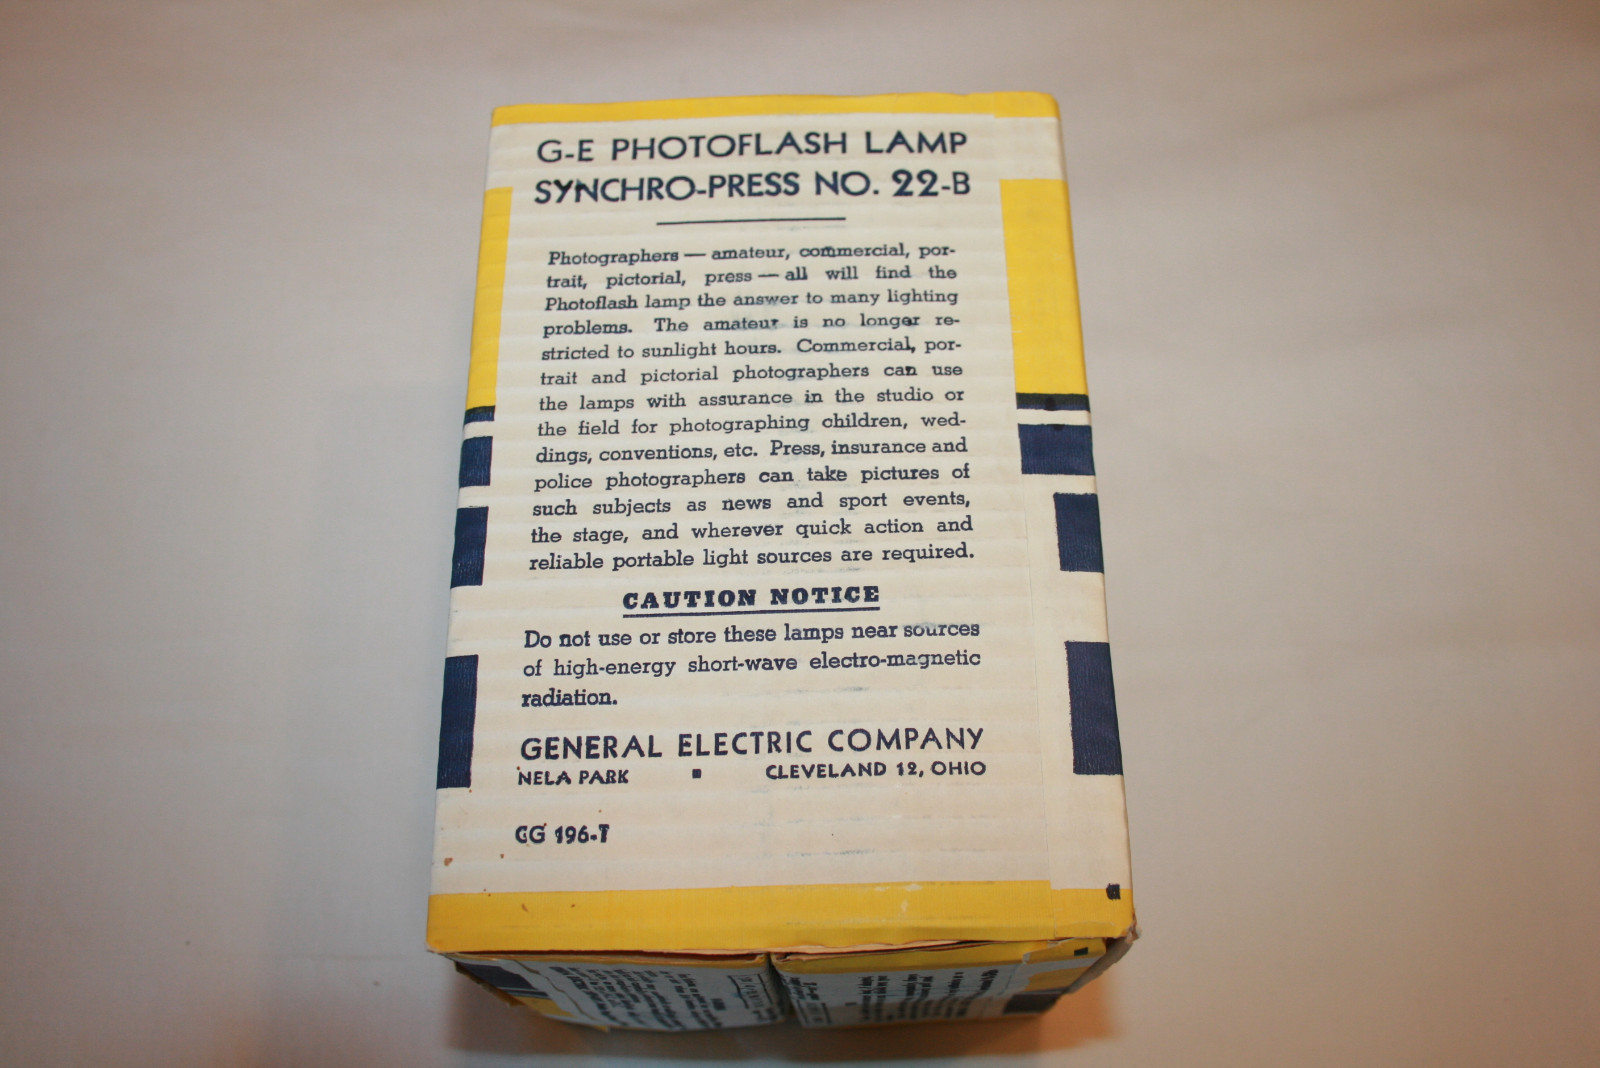 G-E PHOTOFLASH LAMP
SYNCHRO-PRESS NO. 22-B
Photographers — amateur, commercial, por-
trait, pictorial, press — all will find the
Photoflash lamp the answer to many lighting
problems. The amateur is no longer re-
stricted to sunlight hours. Commercial, por-
trait and pictorial photographers can use
the lamps with assurance in the studio or
the field for photographing children, wed-
dings, conventions, etc. Press, insurance and
police photographers can take pictures of
such subjects as news and sport events,
the stage, and wherever quick action and
reliable portable light sources are required.
CAUTION NOTICE
Do not use or store these lamps near sources
of high-energy short-wave electro-magnetic
radiation.
GENERAL ELECTRIC COMPANY
NELA PARK ▪ CLEVELAND 12, OHIO
GG 196-T